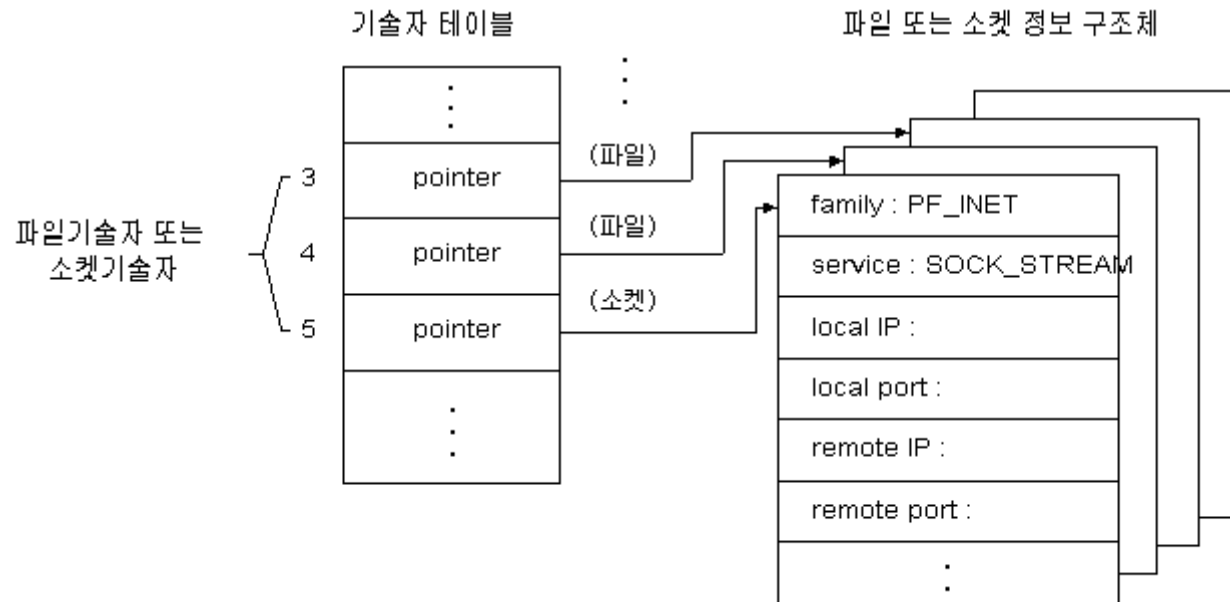 기술자 테이블
파일 또는 소켓 정보 구조체
파일기술자 또는
소켓기술자
3
4
5
pointer
pointer
pointer
(파일)
(파일)
(소켓)
family : PF_INET
service : SOCK_STREAM
local IP :
local port :
remote IP :
remote port :